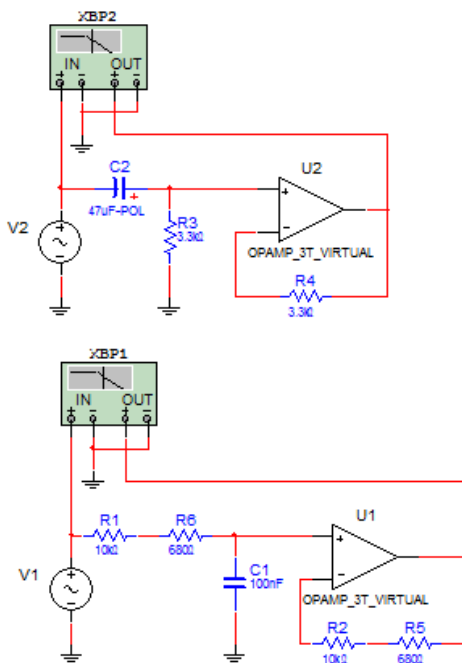 XBP2
IN OUT
C2
47uF-POL
U2
V2
R3
3.3kΩ
OPAMP_3T_VIRTUAL
R4
3.3kΩ
XBP1
IN OUT
U1
R1
10kΩ
R6
680Ω
C1
100nF
V1
OPAMP_3T_VIRTUAL
R2
10kΩ
R5
680Ω